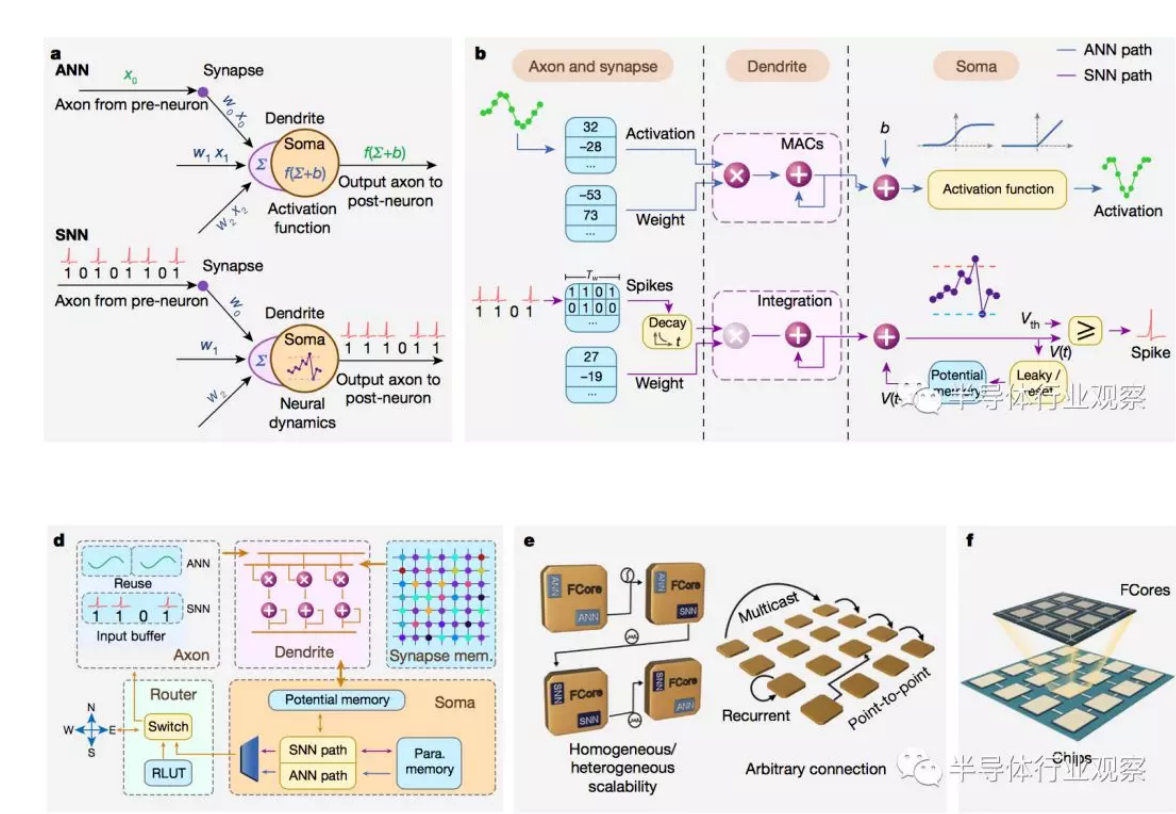 a
ANN
x₀
Synapse
Axon from pre-neuron
w₀ x₀
Dendrite
Soma
w₁ x₁
Σ
f(Σ+b)
f(Σ+b)
Output axon to
post-neuron
w₂ x₂
Activation
function
SNN
1 0 1 0 1 1 0 1
Synapse
Axon from pre-neuron
w₀
Dendrite
Soma
1 1 1 0 1 1
w₁
Σ
Output axon to
post-neuron
w₂
Neural
dynamics
b
Axon and synapse
Dendrite
Soma
ANN path
SNN path
32
−28
...
Activation
−53
73
...
Weight
MACs
×
+
b
+
Activation function
Activation
1 1 0 1
Tw
1 1 0 1
0 1 0 0
...
Spikes
Decay
t
27
−19
...
Weight
Integration
×
+
+
Vth
≥
V(t)
Spike
Potential
memory
Leaky /
reset
半导体行业观察
d
ANN
Reuse
1 1 0 1
SNN
Input buffer
Axon
× × ×
+ + +
Dendrite
Synapse mem.
Router
N
W E
S
Switch
RLUT
Potential memory
Soma
SNN path
ANN path
Para.
memory
e
ANN
FCore
ANN
FCore
SNN
SNN
FCore
SNN
SNN
FCore
ANN
Homogeneous/
heterogeneous
scalability
Multicast
Recurrent
Point-to-point
Arbitrary connection
f
FCores
Chips
半导体行业观察